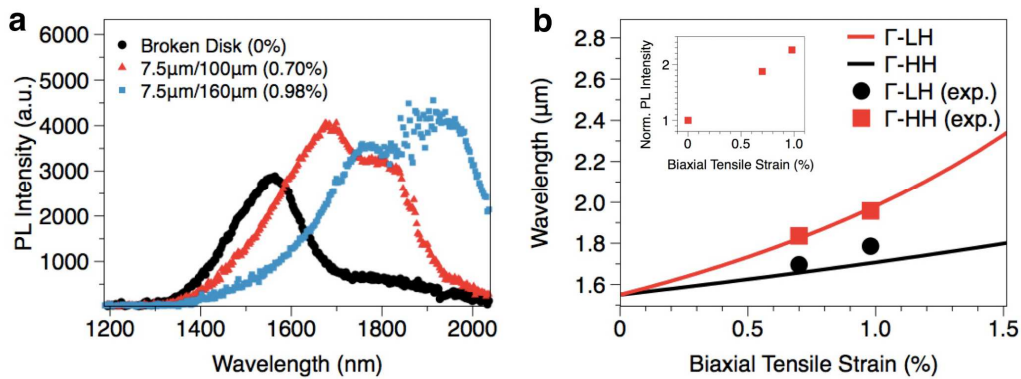 a
6000
5000
4000
3000
2000
1000
PL Intensity (a.u.)
Broken Disk (0%)
7.5μm/100μm (0.70%)
7.5μm/160μm (0.98%)
1200 1400 1600 1800 2000
Wavelength (nm)
b
2.8
2.6
2.4
2.2
2.0
1.8
1.6
Wavelength (μm)
Norm. PL Intensity
2
1
0 0.5 1.0
Biaxial Tensile Strain (%)
Γ-LH
Γ-HH
Γ-LH (exp.)
Γ-HH (exp.)
0 0.5 1.0 1.5
Biaxial Tensile Strain (%)